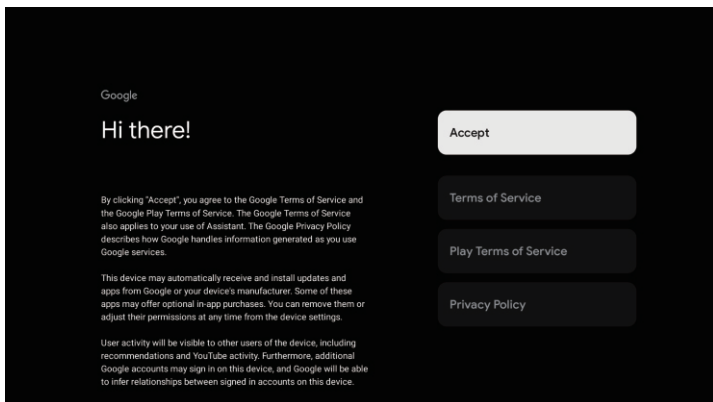 Google
Hi there!
By clicking "Accept", you agree to the Google Terms of Service and
the Google Play Terms of Service. The Google Terms of Service
also applies to your use of Assistant. The Google Privacy Policy
describes how Google handles information generated as you use
Google services.
This device may automatically receive and install updates and
apps from Google or your device's manufacturer. Some of these
apps may offer optional in-app purchases. You can remove them or
adjust their permissions at any time from the device settings.
User activity will be visible to other users of the device, including
recommendations and YouTube activity. Furthermore, additional
Google accounts may sign in on this device, and Google will be able
to infer relationships between signed in accounts on this device.
Accept
Terms of Service
Play Terms of Service
Privacy Policy